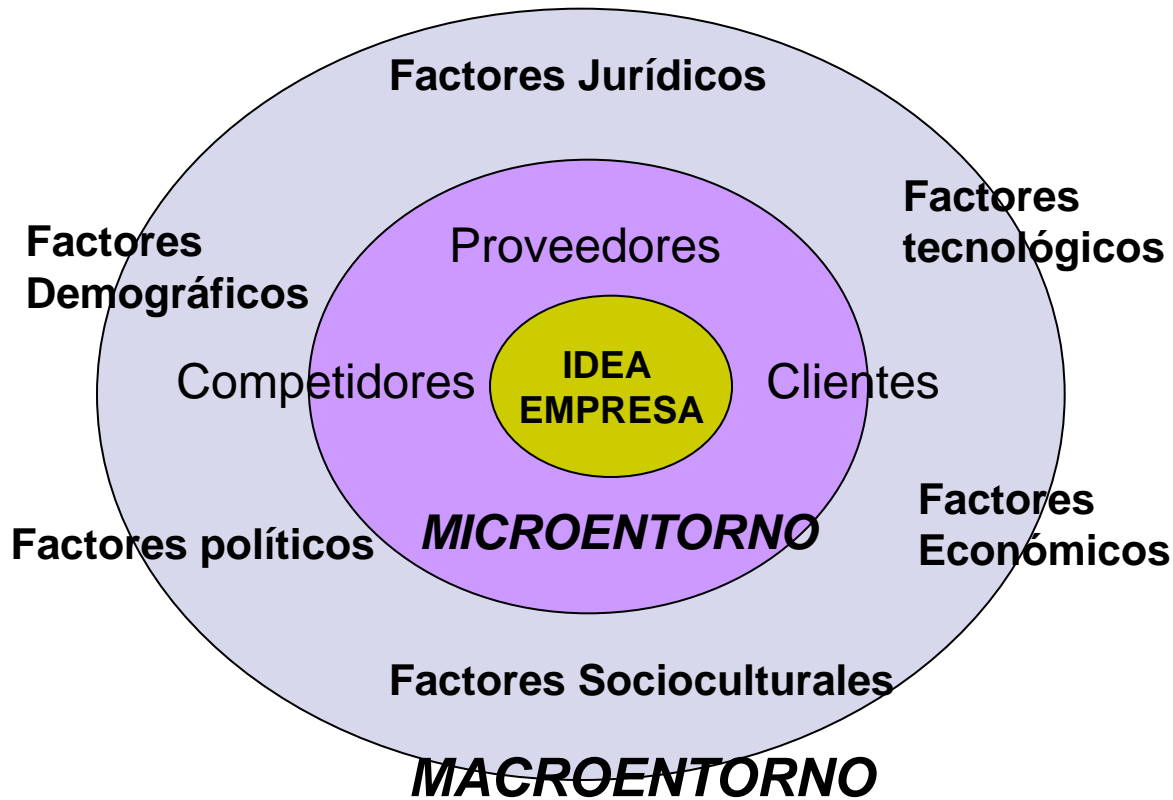 Factores Jurídicos
Factores
tecnológicos
Factores
Demográficos
Proveedores
Competidores
IDEA
EMPRESA
Clientes
Factores
Económicos
Factores políticos
MICROENTORNO
Factores Socioculturales
MACROENTORNO